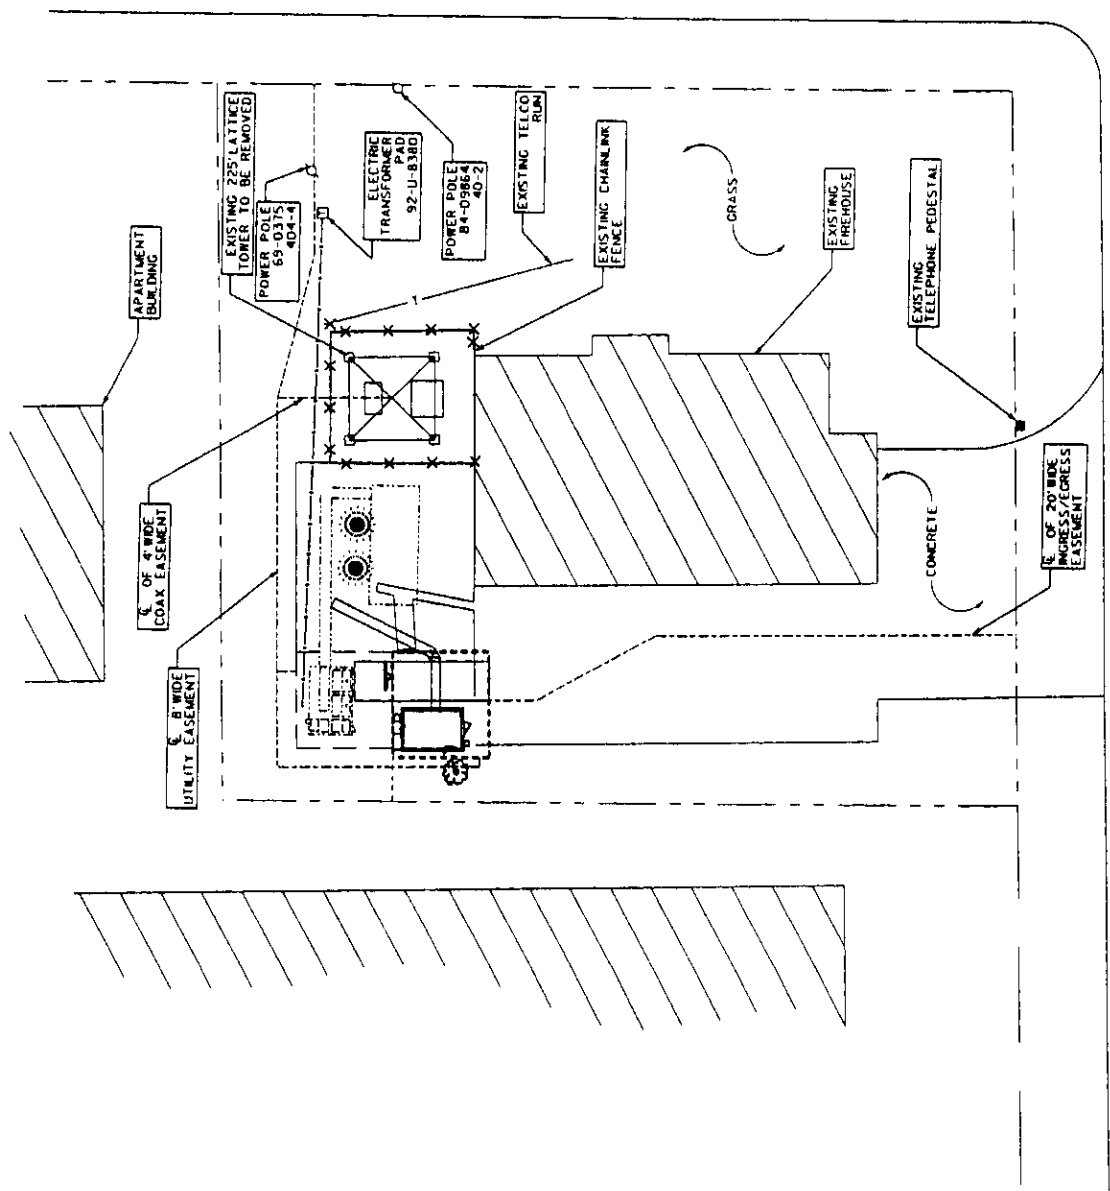 APARTMENT
BUILDING
EXISTING 225' LATTICE
TOWER TO BE REMOVED
POWER POLE
69-0375
404-4
ELECTRIC
TRANSFORMER
PAD
92-U-8380
POWER POLE
84-09864
40-2
EXISTING TELCO
RUN
EXISTING CHAINLINK
FENCE
GRASS
EXISTING
FIREHOUSE
EXISTING
TELEPHONE PEDESTAL
T
℄ OF 4' WIDE
COAX EASEMENT
℄ 8' WIDE
UTILITY EASEMENT
CONCRETE
℄ OF 20' WIDE
INGRESS/EGRESS
EASEMENT